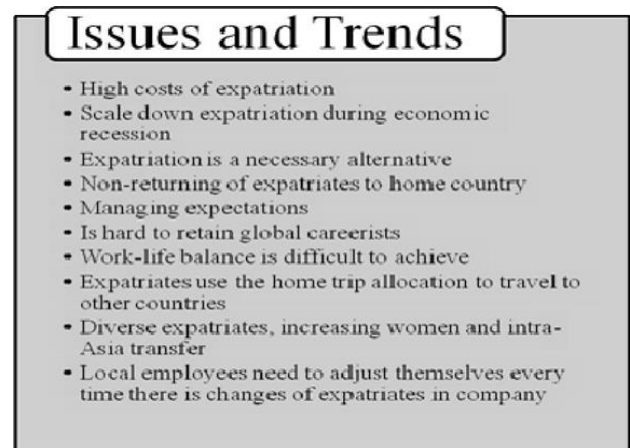 Issues and Trends
• High costs of expatriation
• Scale down expatriation during economic
recession
• Expatriation is a necessary alternative
• Non-returning of expatriates to home country
• Managing expectations
• Is hard to retain global careerists
• Work-life balance is difficult to achieve
• Expatriates use the home trip allocation to travel to
other countries
• Diverse expatriates, increasing women and intra-
Asia transfer
• Local employees need to adjust themselves every
time there is changes of expatriates in company